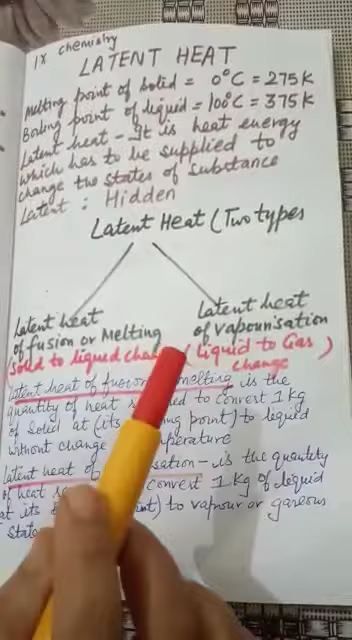 IX chemistry
LATENT HEAT
Melting point of solid = 0°C = 275K
Boiling point of liquid = 100°C = 375K
Latent heat - It is heat energy
which has to be supplied to
change the states of substance
Latent : Hidden
Latent Heat (Two types
Latent heat
of fusion or Melting
(solid to liquid chan
Latent heat
of vapourisation
(Liquid to Gas
change)
latent heat of fusion melting is the
quantity of heat to convert 1 kg
of solid at (its point) to liquid
without change temperature
latent heat of sation - is the quantity
of heat convert 1 kg of liquid
at its to vapour or gaseous
state